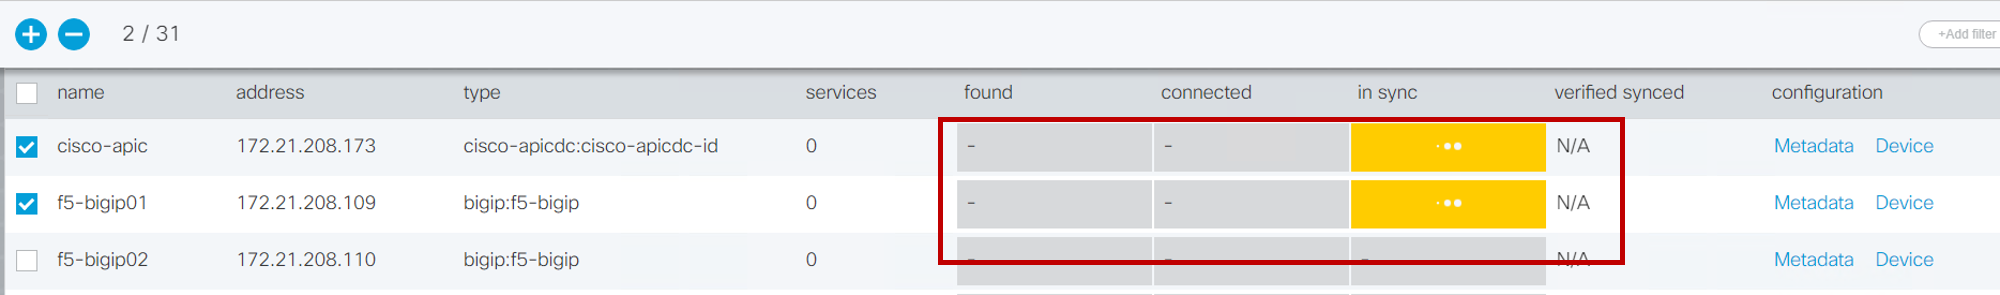 2 / 31
+Add filter
name address type services found connected in sync verified synced configuration
cisco-apic 172.21.208.173 cisco-apicdc:cisco-apicdc-id 0 - - N/A Metadata Device
f5-bigip01 172.21.208.109 bigip:f5-bigip 0 - - N/A Metadata Device
f5-bigip02 172.21.208.110 bigip:f5-bigip 0 - - - N/A Metadata Device